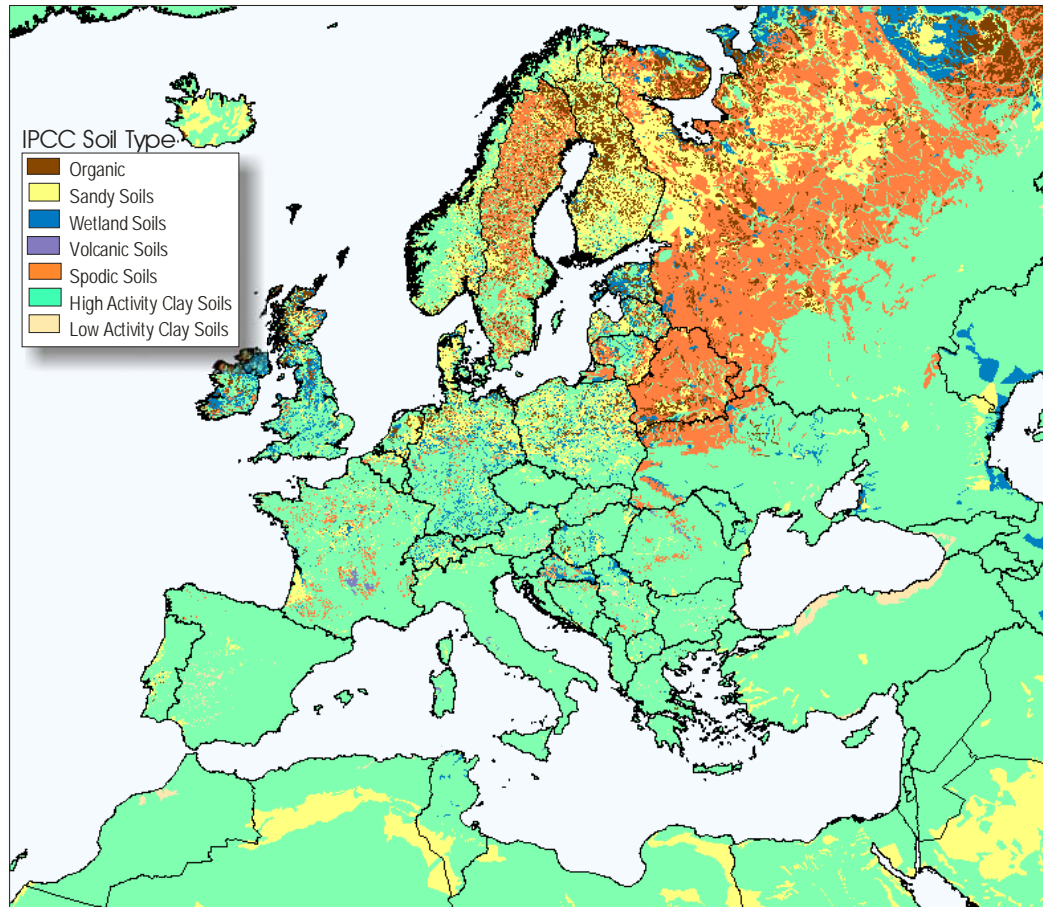 IPCC Soil Type
Organic
Sandy Soils
Wetland Soils
Volcanic Soils
Spodic Soils
High Activity Clay Soils
Low Activity Clay Soils